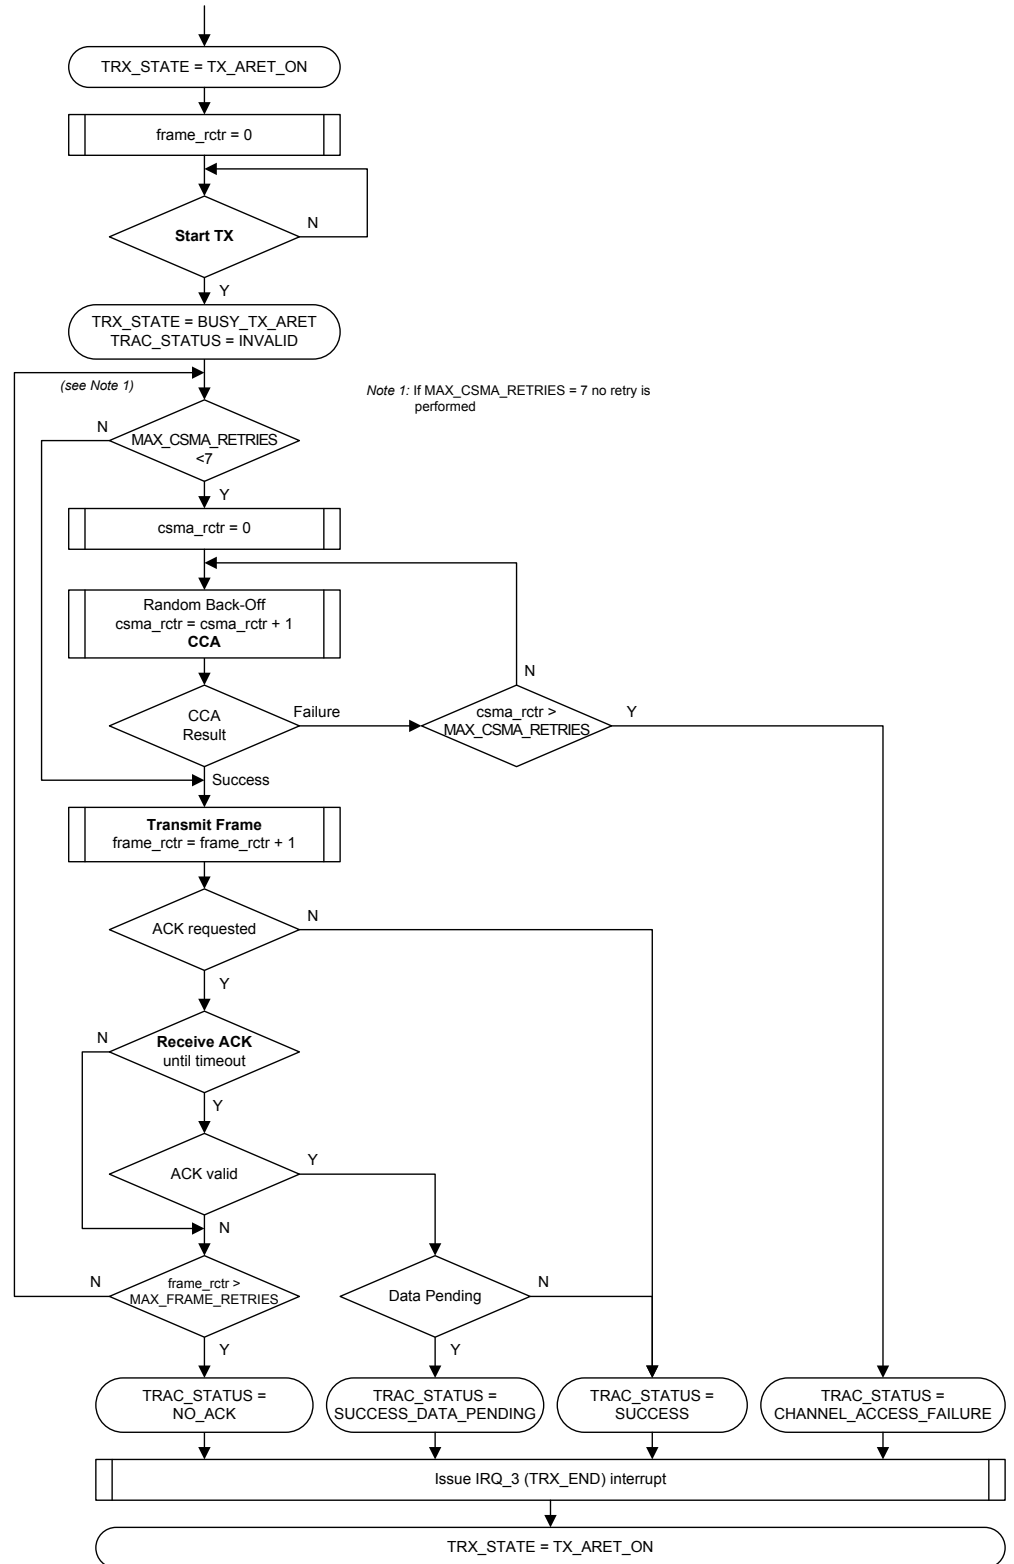 TRX_STATE = TX_ARET_ON
frame_rctr = 0
N
Start TX
Y
TRX_STATE = BUSY_TX_ARET
TRAC_STATUS = INVALID
(see Note 1)
Note 1: If MAX_CSMA_RETRIES = 7 no retry is
performed
N
MAX_CSMA_RETRIES
<7
Y
csma_rctr = 0
Random Back-Off
csma_rctr = csma_rctr + 1
CCA
N
CCA
Result
Failure
csma_rctr >
MAX_CSMA_RETRIES
Y
Success
Transmit Frame
frame_rctr = frame_rctr + 1
ACK requested
N
Y
N
Receive ACK
until timeout
Y
ACK valid
Y
N
N
frame_rctr >
MAX_FRAME_RETRIES
Data Pending
N
Y
Y
TRAC_STATUS =
NO_ACK
TRAC_STATUS =
SUCCESS_DATA_PENDING
TRAC_STATUS =
SUCCESS
TRAC_STATUS =
CHANNEL_ACCESS_FAILURE
Issue IRQ_3 (TRX_END) interrupt
TRX_STATE = TX_ARET_ON